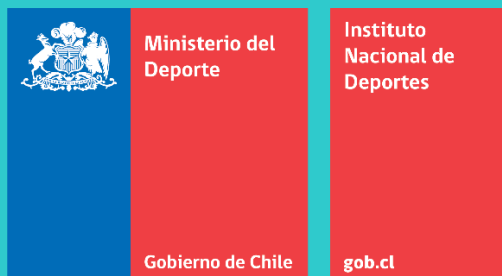 Ministerio del
Deporte
Gobierno de Chile
Instituto
Nacional de
Deportes
gob.cl